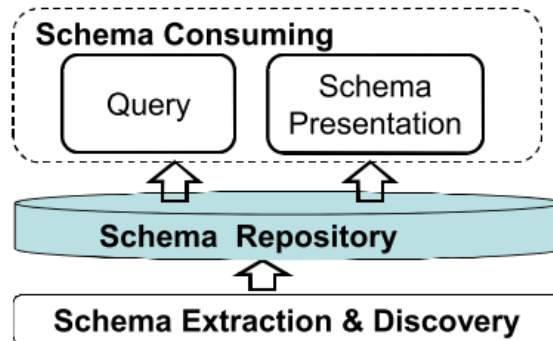 Schema Consuming
Query
Schema
Presentation
Schema Repository
Schema Extraction & Discovery